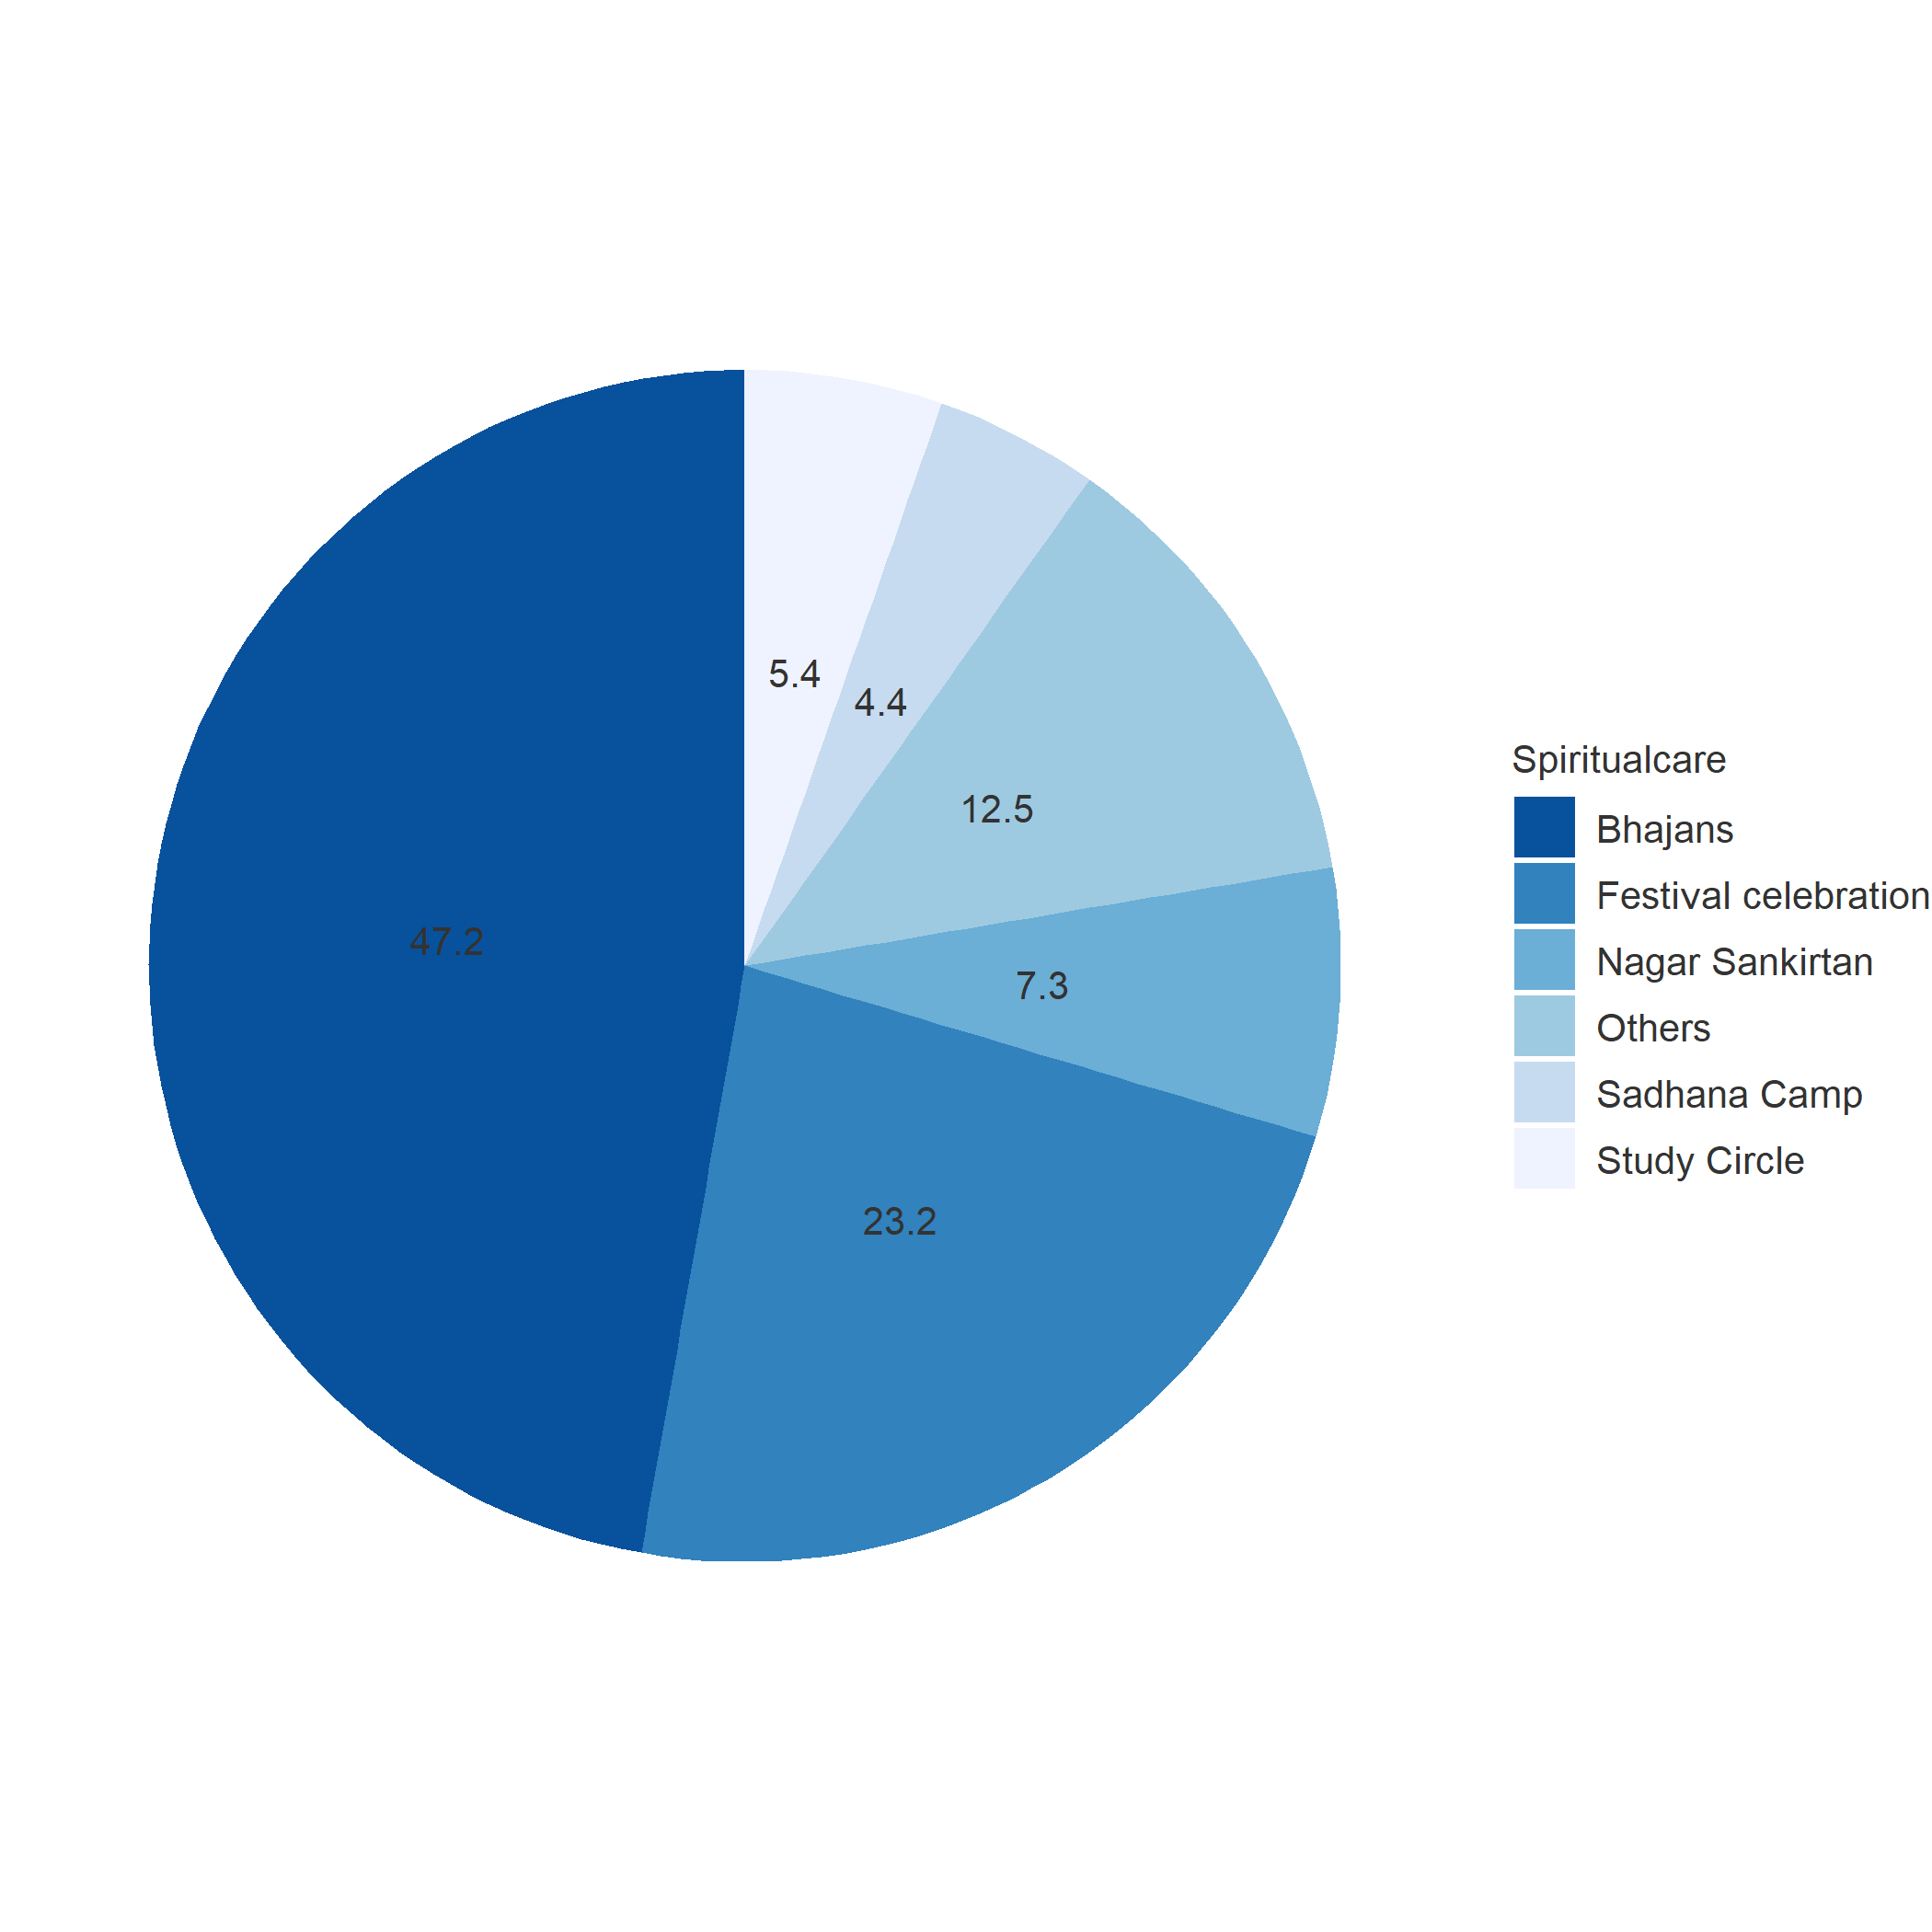 5.4
4.4
12.5
47.2
7.3
23.2
Spiritualcare
Bhajans
Festival celebration
Nagar Sankirtan
Others
Sadhana Camp
Study Circle